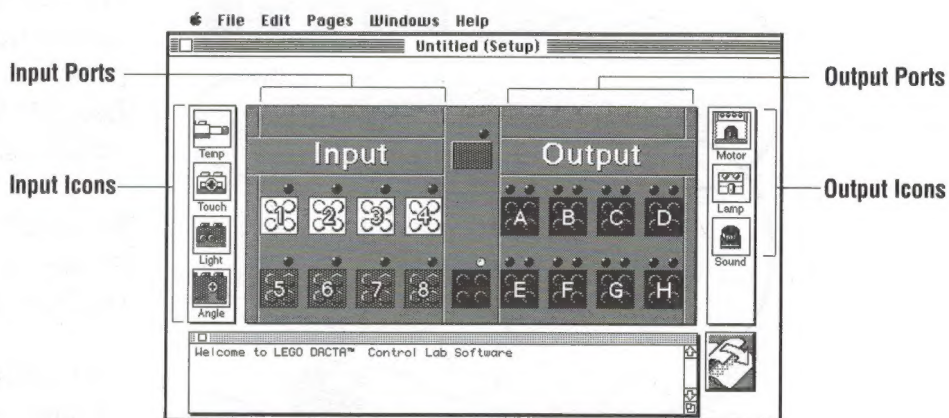 File Edit Pages Windows Help
Untitled (Setup)
Input Ports
Output Ports
Input Icons
Output Icons
Temp
Touch
Light
Angle
Input
Output
1 2 3 4
5 6 7 8
A B C D
E F G H
Motor
Lamp
Sound
Welcome to LEGO DACTA™ Control Lab Software